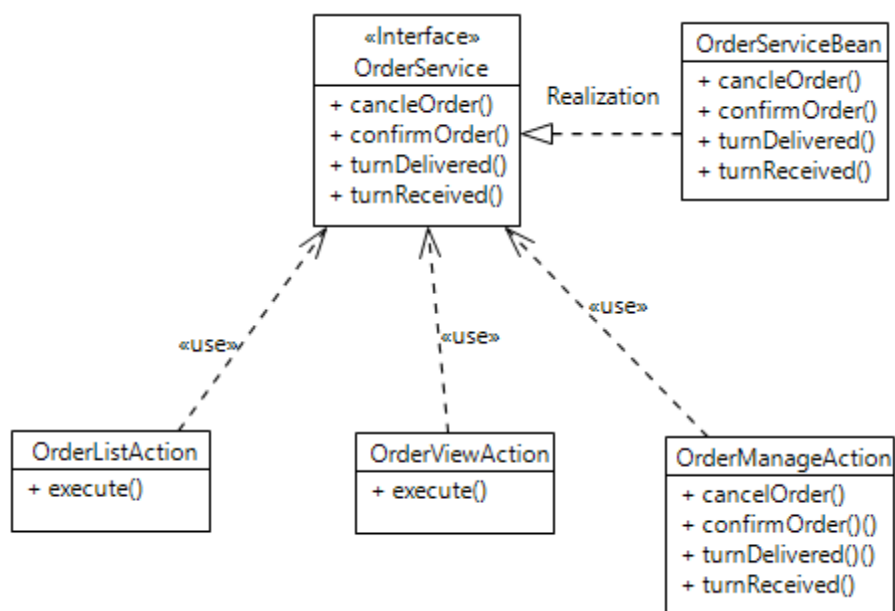 «Interface»
OrderService
+ cancleOrder()
+ confirmOrder()
+ turnDelivered()
+ turnReceived()
Realization
OrderServiceBean
+ cancleOrder()
+ confirmOrder()
+ turnDelivered()
+ turnReceived()
«use»
«use»
«use»
OrderListAction
+ execute()
OrderViewAction
+ execute()
OrderManageAction
+ cancelOrder()
+ confirmOrder()()
+ turnDelivered()()
+ turnReceived()